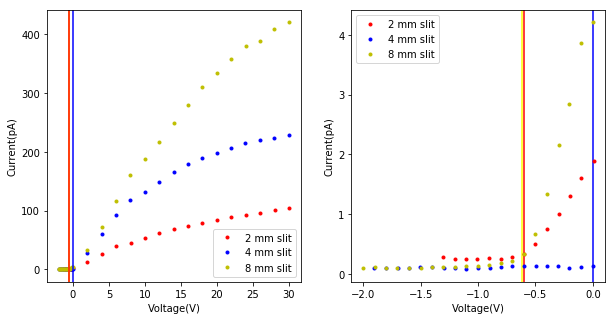 Current(pA)
400
300
200
100
0
0
5
10
15
20
25
30
Voltage(V)
2 mm slit
4 mm slit
8 mm slit
Current(pA)
4
3
2
1
0
−2.0
−1.5
−1.0
−0.5
0.0
Voltage(V)
2 mm slit
4 mm slit
8 mm slit